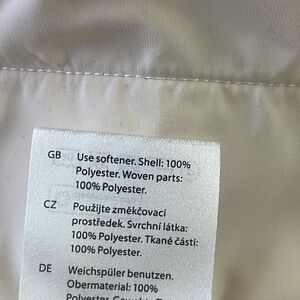 GB Use softener. Shell: 100%
Polyester. Woven parts:
100% Polyester.
CZ Použijte změkčovací
prostředek. Svrchní látka:
100% Polyester. Tkané části:
100% Polyester.
DE Weichspüler benutzen.
Obermaterial: 100%
Polyester.